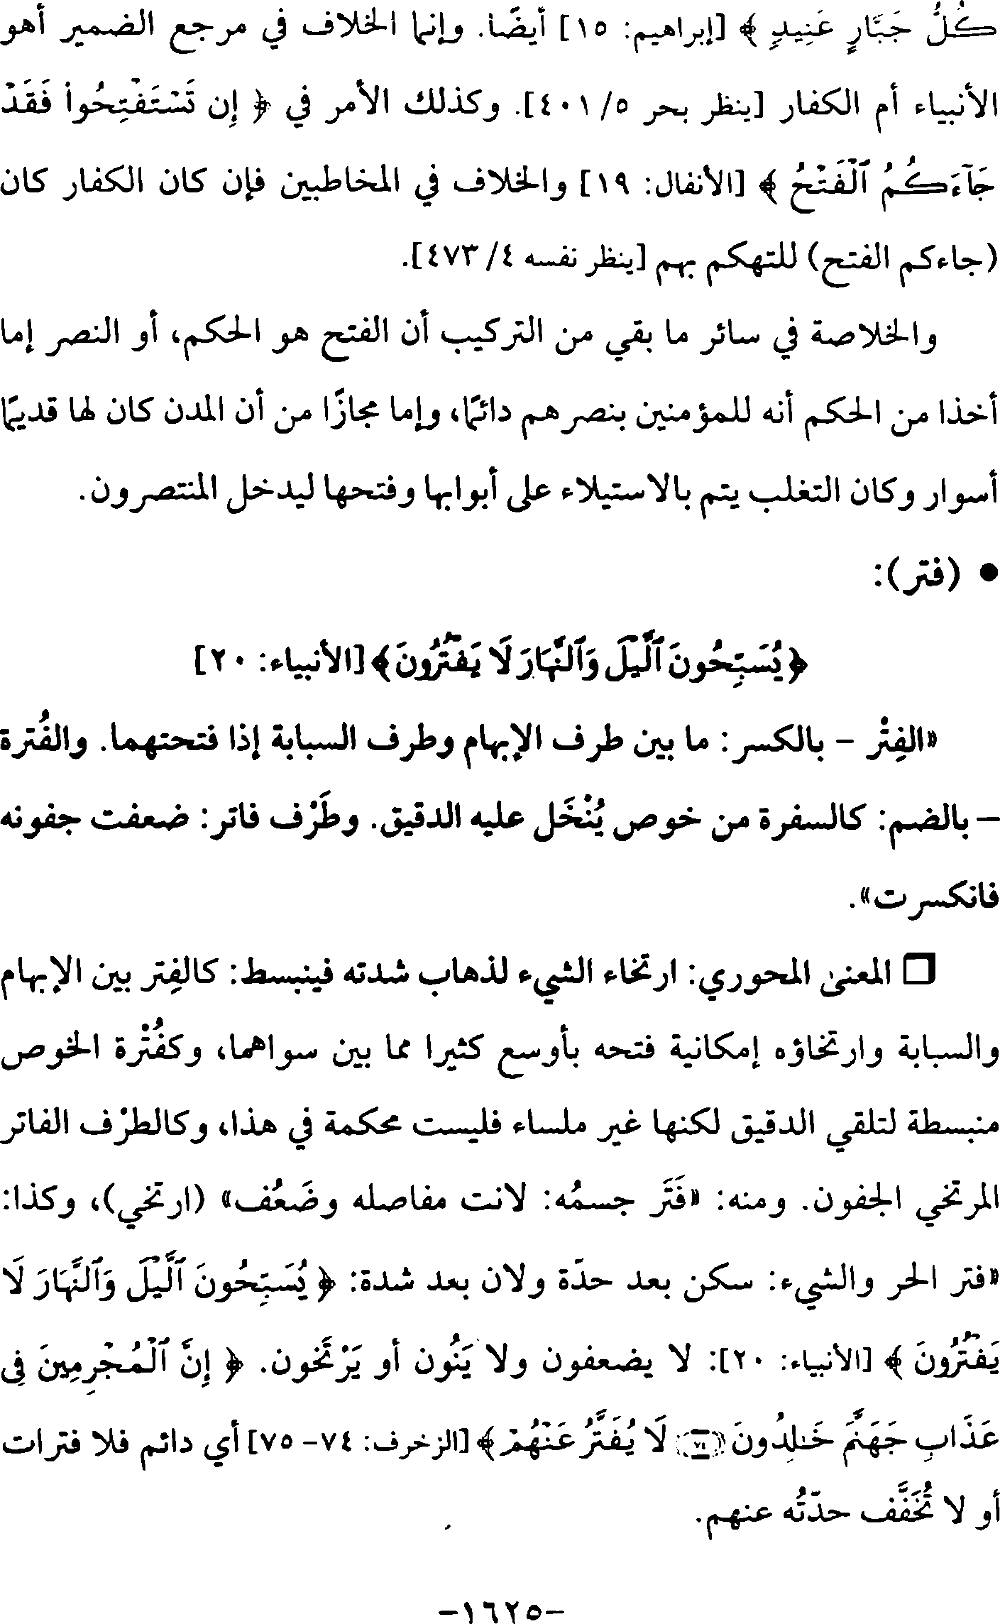 كُلُّ جَبَّارٍ عَنِيدٍ ﴾ [إبراهيم: ١٥] أيضًا. وإنما الخلاف في مرجع الضمير أهو
الأنبياء أم الكفار [ينظر بحر ٥/ ٤٠١]. وكذلك الأمر في ﴿ إِن تَسْتَفْتِحُوا۟ فَقَدْ
جَآءَكُمُ ٱلْفَتْحُ ﴾ [الأنفال: ١٩] والخلاف في المخاطبين فإن كان الكفار كان
(جاءكم الفتح) للتهكم بهم [ينظر نفسه ٤/ ٤٧٣].
والخلاصة في سائر ما بقي من التركيب أن الفتح هو الحكم، أو النصر إما
أخذا من الحكم أنه للمؤمنين بنصرهم دائمًا، وإما مجازًا من أن المدن كان لها قديمًا
أسوار وكان التغلب يتم بالاستيلاء على أبوابها وفتحها ليدخل المنتصرون.
• (فتر):
﴿يُسَبِّحُونَ ٱلَّيْلَ وَٱلنَّهَارَ لَا يَفْتُرُونَ﴾ [الأنبياء: ٢٠]
«الفِتْر – بالكسر: ما بين طرف الإبهام وطرف السبابة إذا فتحتهما. والفُترة
– بالضم: كالسفرة من خوص يُنْخَل عليه الدقيق. وطَرْف فاتر: ضعفت جفونه
فانكسرت».
❒ المعنى المحوري: ارتخاء الشيء لذهاب شدته فينبسط: كالفِتر بين الإبهام
والسبابة وارتخاؤه إمكانية فتحه بأوسع كثيرا مما بين سواهما، وكفُتْرة الخوص
منبسطة لتلقي الدقيق لكنها غير ملساء فليست محكمة في هذا، وكالطرْف الفاتر
المرتخي الجفون. ومنه: «فَتَر جسمُه: لانت مفاصله وضَعُف» (ارتخي)، وكذا:
«فتر الحر والشيء: سكن بعد حدّة ولان بعد شدة: ﴿ يُسَبِّحُونَ ٱلَّيْلَ وَٱلنَّهَارَ لَا
يَفْتُرُونَ ﴾ [الأنبياء: ٢٠]: لا يضعفون ولا يَنُون أو يَرْتَخون. ﴿ إِنَّ ٱلْمُجْرِمِينَ فِى
عَذَابِ جَهَنَّمَ خَـٰلِدُونَ ﴿٧٤﴾ لَا يُفَتَّرُ عَنْهُمْ ﴾ [الزخرف: ٧٤- ٧٥] أي دائم فلا فترات
أو لا تُخَفَّف حدّتُه عنهم.
-١٦٢٥-